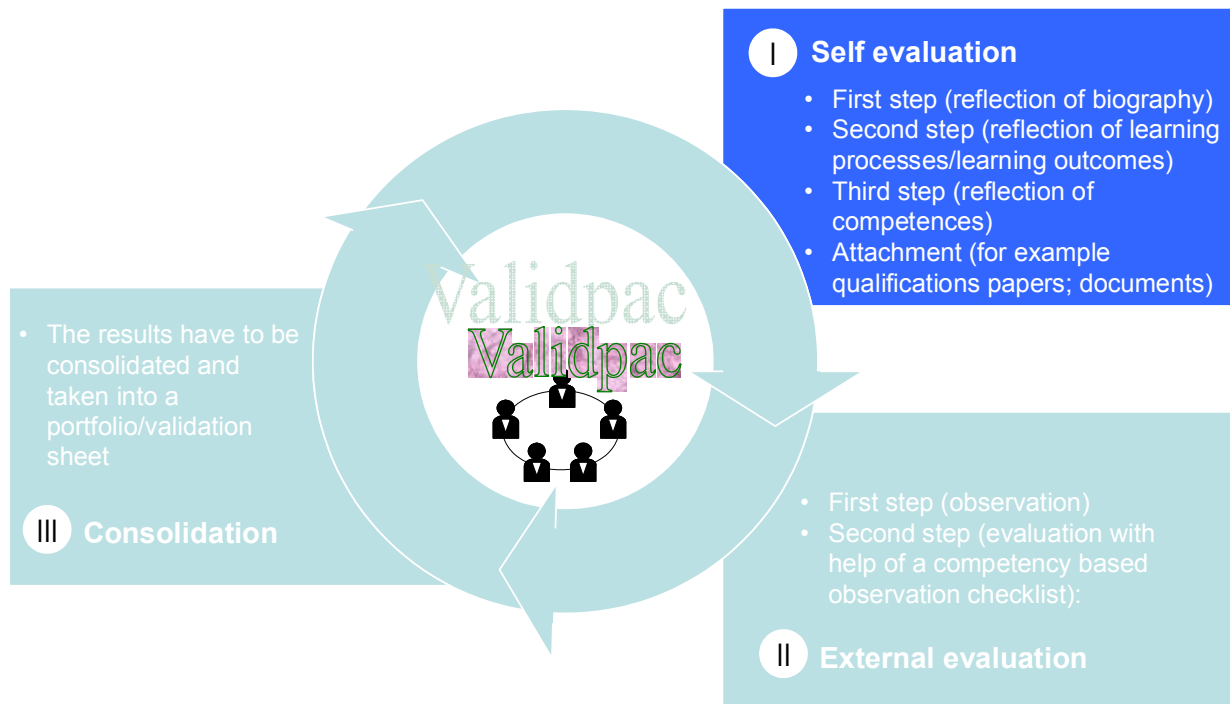 I Self evaluation
• First step (reflection of biography)
• Second step (reflection of learning
processes/learning outcomes)
• Third step (reflection of
competences)
• Attachment (for example
qualifications papers; documents)
Validpac
Validpac
• First step (observation)
• Second step (evaluation with
help of a competency based
observation checklist):
II External evaluation
• The results have to be
consolidated and
taken into a
portfolio/validation
sheet
III Consolidation